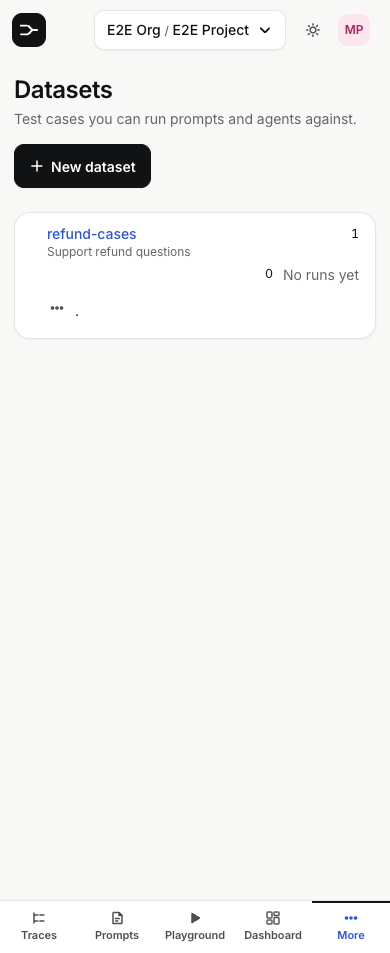 E2E Org / E2E Project
MP
Datasets
Test cases you can run prompts and agents against.
+ New dataset
refund-cases 1
Support refund questions
0 No runs yet
... .
Traces Prompts Playground Dashboard More